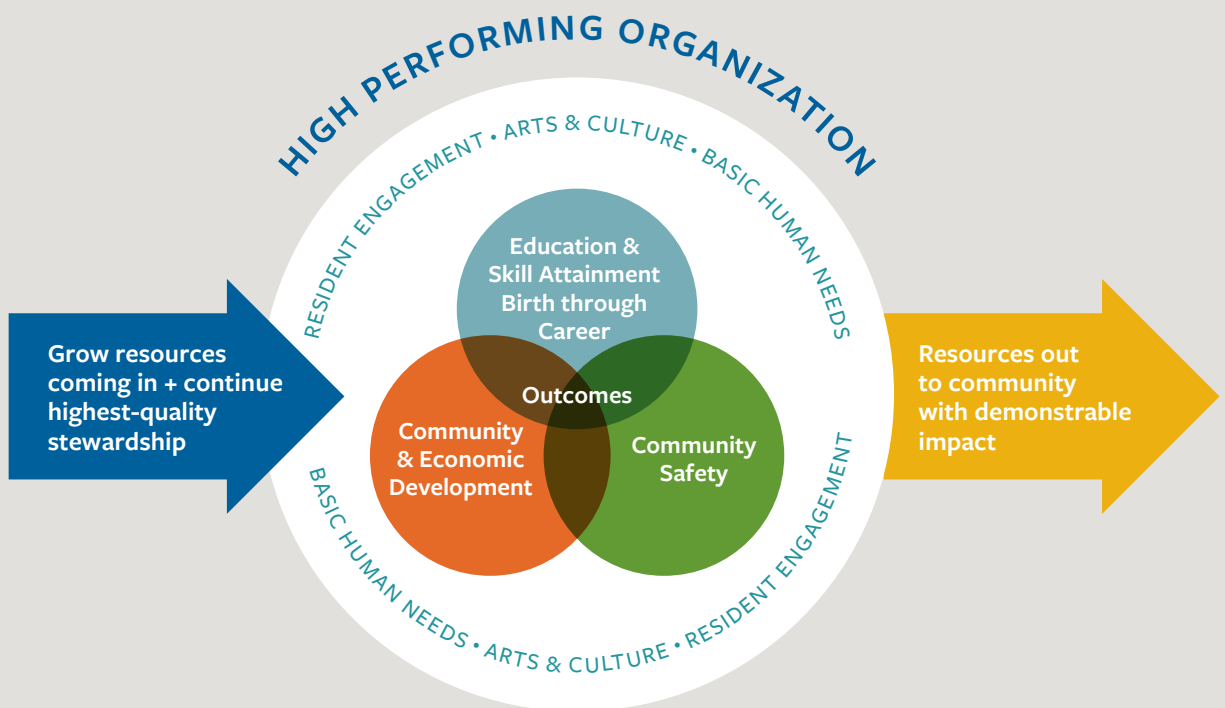 HIGH PERFORMING ORGANIZATION
RESIDENT ENGAGEMENT • ARTS & CULTURE • BASIC HUMAN NEEDS
Education &
Skill Attainment
Birth through
Career
Grow resources
coming in + continue
highest-quality
stewardship
Outcomes
Community
& Economic
Development
Community
Safety
Resources out
to community
with demonstrable
impact
BASIC HUMAN NEEDS • ARTS & CULTURE • RESIDENT ENGAGEMENT